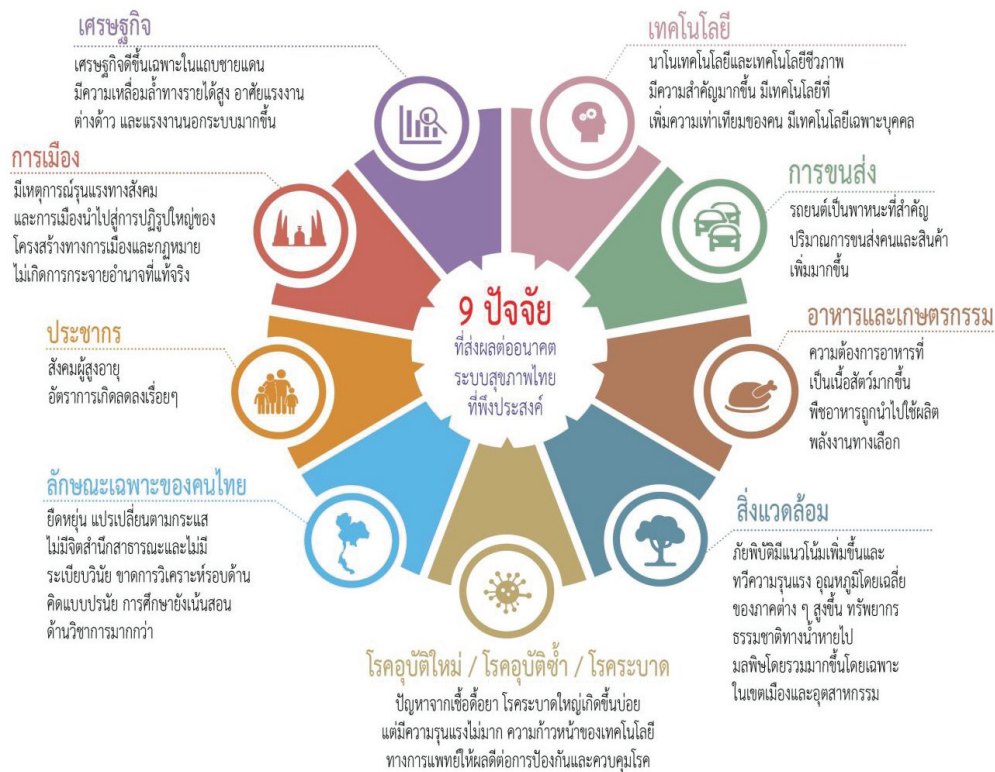 เศรษฐกิจ
เศรษฐกิจดีขึ้นเฉพาะในแถบชายแดน
มีความเหลื่อมล้ำทางรายได้สูง อาศัยแรงงาน
ต่างด้าว และแรงงานนอกระบบมากขึ้น
เทคโนโลยี
นาโนเทคโนโลยีและเทคโนโลยีชีวภาพ
มีความสำคัญมากขึ้น มีเทคโนโลยีที่
เพิ่มความเท่าเทียมของคน มีเทคโนโลยีเฉพาะบุคคล
การเมือง
มีเหตุการณ์รุนแรงทางสังคม
และการเมืองนำไปสู่การปฏิรูปใหญ่ของ
โครงสร้างทางการเมืองและกฎหมาย
ไม่เกิดการกระจายอำนาจที่แท้จริง
การขนส่ง
รถยนต์เป็นพาหนะที่สำคัญ
ปริมาณการขนส่งคนและสินค้า
เพิ่มมากขึ้น
9 ปัจจัย
ที่ส่งผลต่ออนาคต
ระบบสุขภาพไทย
ที่พึงประสงค์
ประชากร
สังคมผู้สูงอายุ
อัตราการเกิดลดลงเรื่อยๆ
อาหารและเกษตรกรรม
ความต้องการอาหารที่
เป็นเนื้อสัตว์มากขึ้น
พืชอาหารถูกนำไปใช้ผลิต
พลังงานทางเลือก
ลักษณะเฉพาะของคนไทย
ยืดหยุ่น แปรเปลี่ยนตามกระแส
ไม่มีจิตสำนึกสาธารณะและไม่มี
ระเบียบวินัย ขาดการวิเคราะห์รอบด้าน
คิดแบบปรนัย การศึกษายังเน้นสอน
ด้านวิชาการมากกว่า
สิ่งแวดล้อม
ภัยพิบัติมีแนวโน้มเพิ่มขึ้นและ
ทวีความรุนแรง อุณหภูมิโดยเฉลี่ย
ของภาคต่าง ๆ สูงขึ้น ทรัพยากร
ธรรมชาติทางน้ำหายไป
มลพิษโดยรวมมากขึ้นโดยเฉพาะ
ในเขตเมืองและอุตสาหกรรม
โรคอุบัติใหม่ / โรคอุบัติซ้ำ / โรคระบาด
ปัญหาจากเชื้อดื้อยา โรคระบาดใหญ่เกิดขึ้นบ่อย
แต่มีความรุนแรงไม่มาก ความก้าวหน้าของเทคโนโลยี
ทางการแพทย์ให้ผลดีต่อการป้องกันและควบคุมโรค